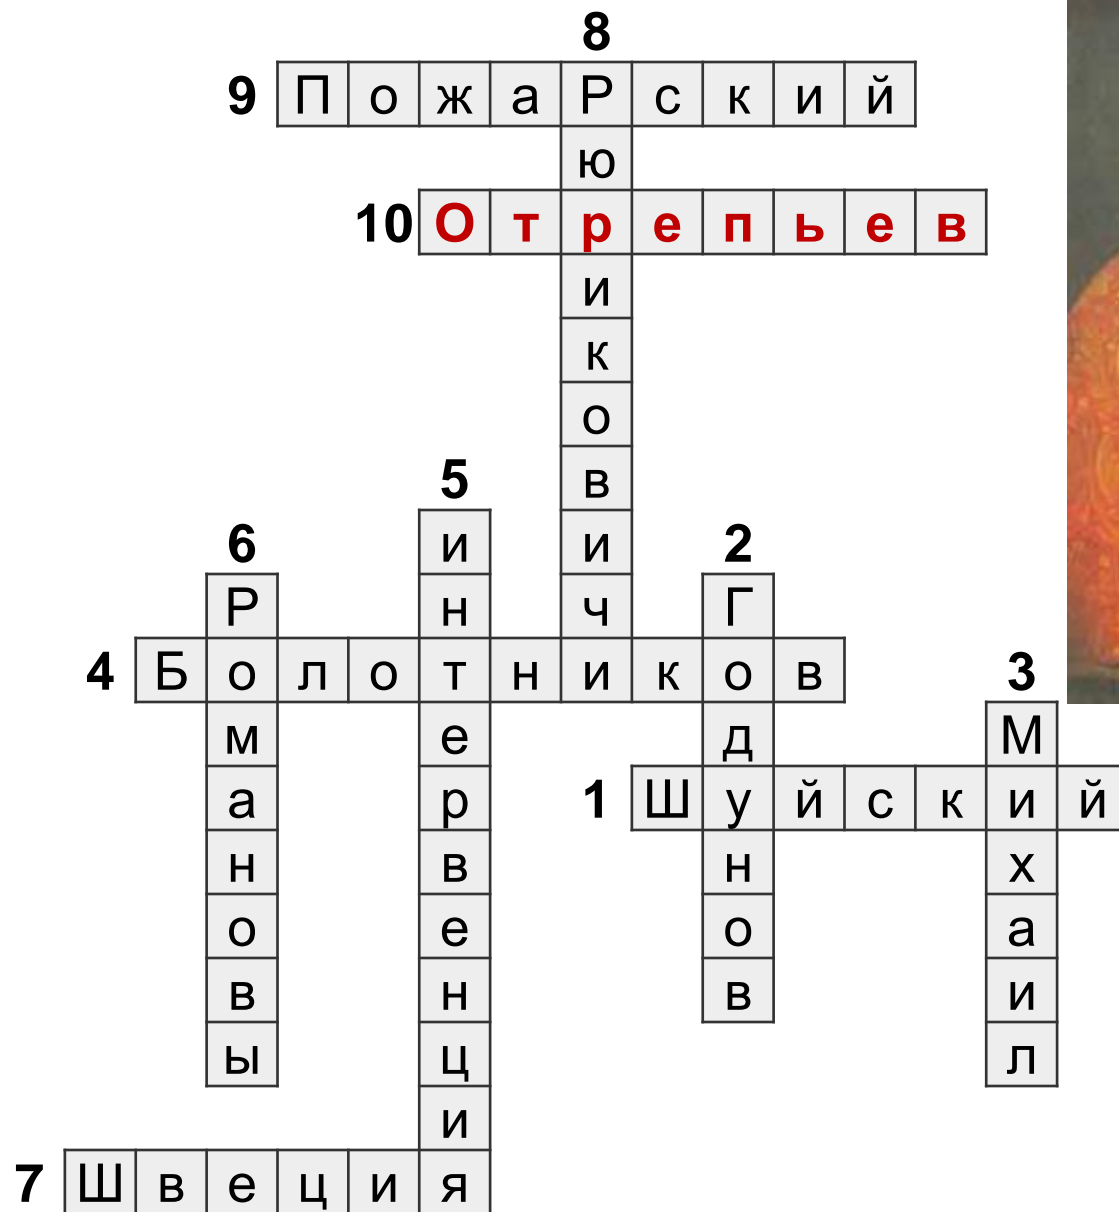 8
9 ПожаРский
ю
10 Отрепьев
и
к
о
5 в
6 и и 2
Р н ч Г
4 Болотников 3
м е д М
а р 1 Шуйский
н в н х
о е о а
в н в и
ы ц л
и
7 Швеция